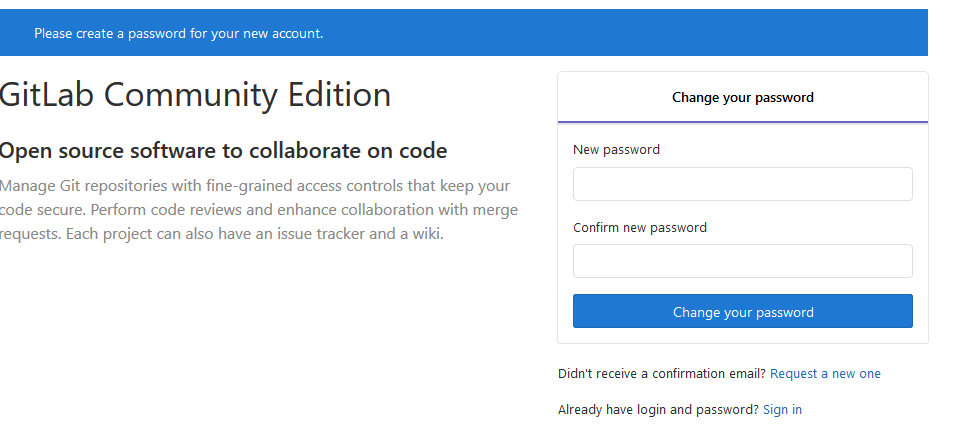 Please create a password for your new account.
GitLab Community Edition
Open source software to collaborate on code
Manage Git repositories with fine-grained access controls that keep your
code secure. Perform code reviews and enhance collaboration with merge
requests. Each project can also have an issue tracker and a wiki.
Change your password
New password
Confirm new password
Change your password
Didn't receive a confirmation email? Request a new one
Already have login and password? Sign in